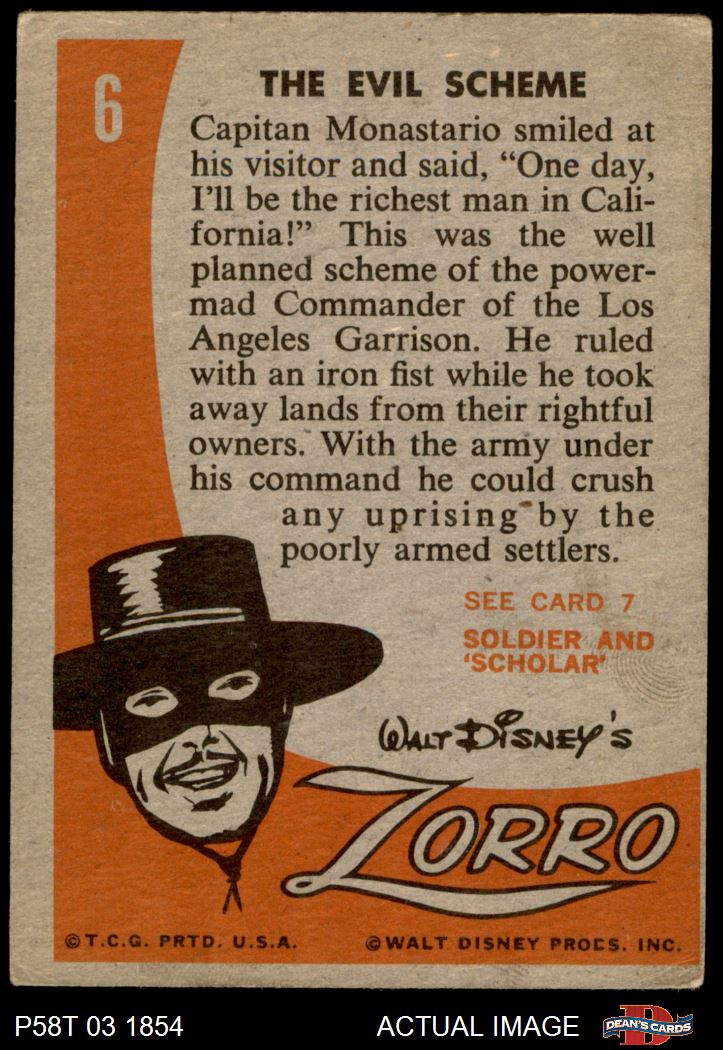 6
THE EVIL SCHEME
Capitan Monastario smiled at
his visitor and said, “One day,
I’ll be the richest man in Cali-
fornia!” This was the well
planned scheme of the power-
mad Commander of the Los
Angeles Garrison. He ruled
with an iron fist while he took
away lands from their rightful
owners. With the army under
his command he could crush
any uprising by the
poorly armed settlers.
SEE CARD 7
SOLDIER AND
‘SCHOLAR’
WALT DISNEY’S
ZORRO
©T.C.G. PRTD. U.S.A.
©WALT DISNEY PRODS. INC.
P58T 03 1854
ACTUAL IMAGE
D
DEAN'S CARDS